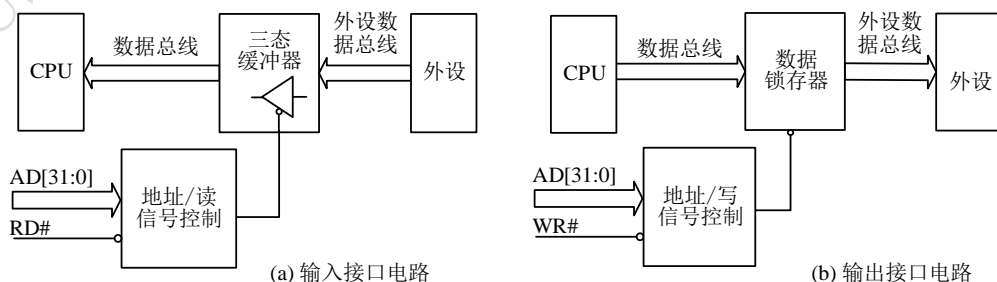 CPU
数据总线
三态
缓冲器
外设数
据总线
外设
AD[31:0]
RD#
地址/读
信号控制
(a) 输入接口电路
CPU
数据总线
数据
锁存器
外设数
据总线
外设
AD[31:0]
WR#
地址/写
信号控制
(b) 输出接口电路